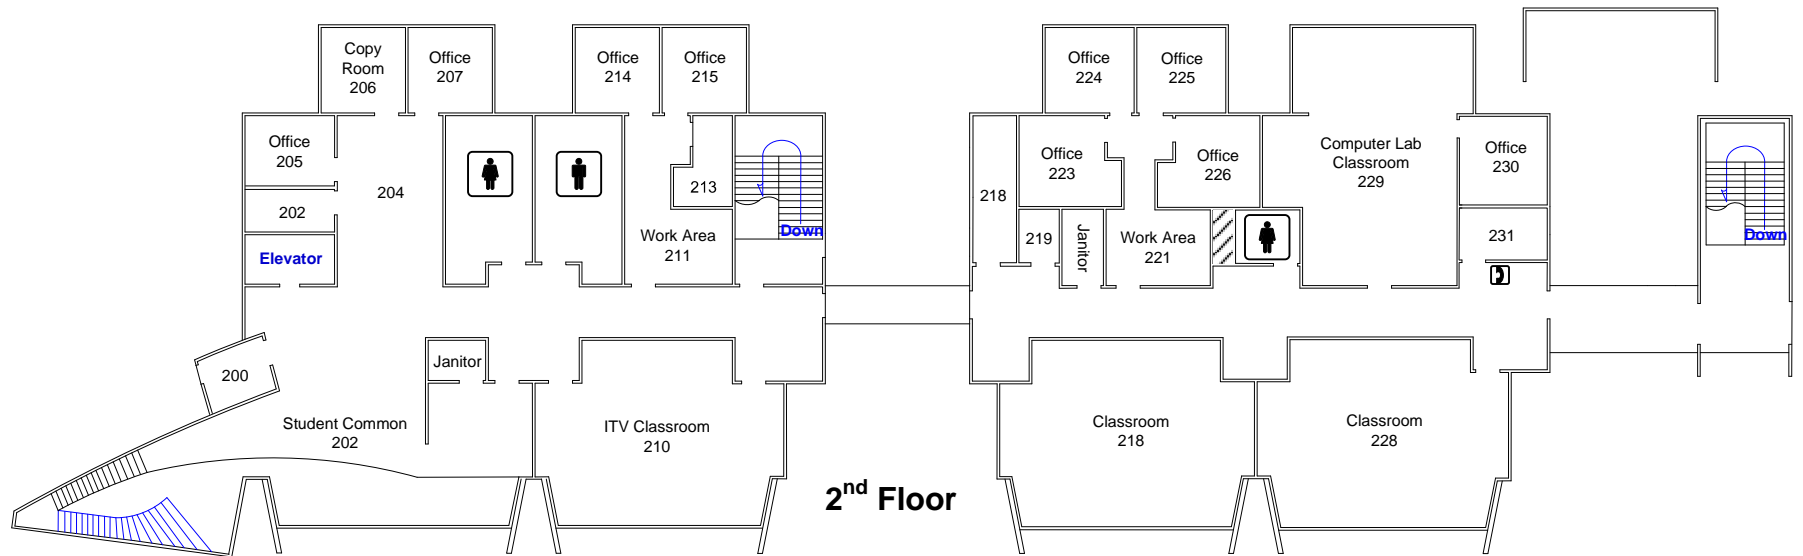 Copy
Room
206
Office
207
Office
214
Office
215
Office
224
Office
225
Office
205
204
202
Elevator
213
Work Area
211
Down
218
Office
223
219
Janitor
Work Area
221
Office
226
Computer Lab
Classroom
229
Office
230
231
Down
200
Janitor
Student Common
202
ITV Classroom
210
Classroom
218
Classroom
228
2nd Floor